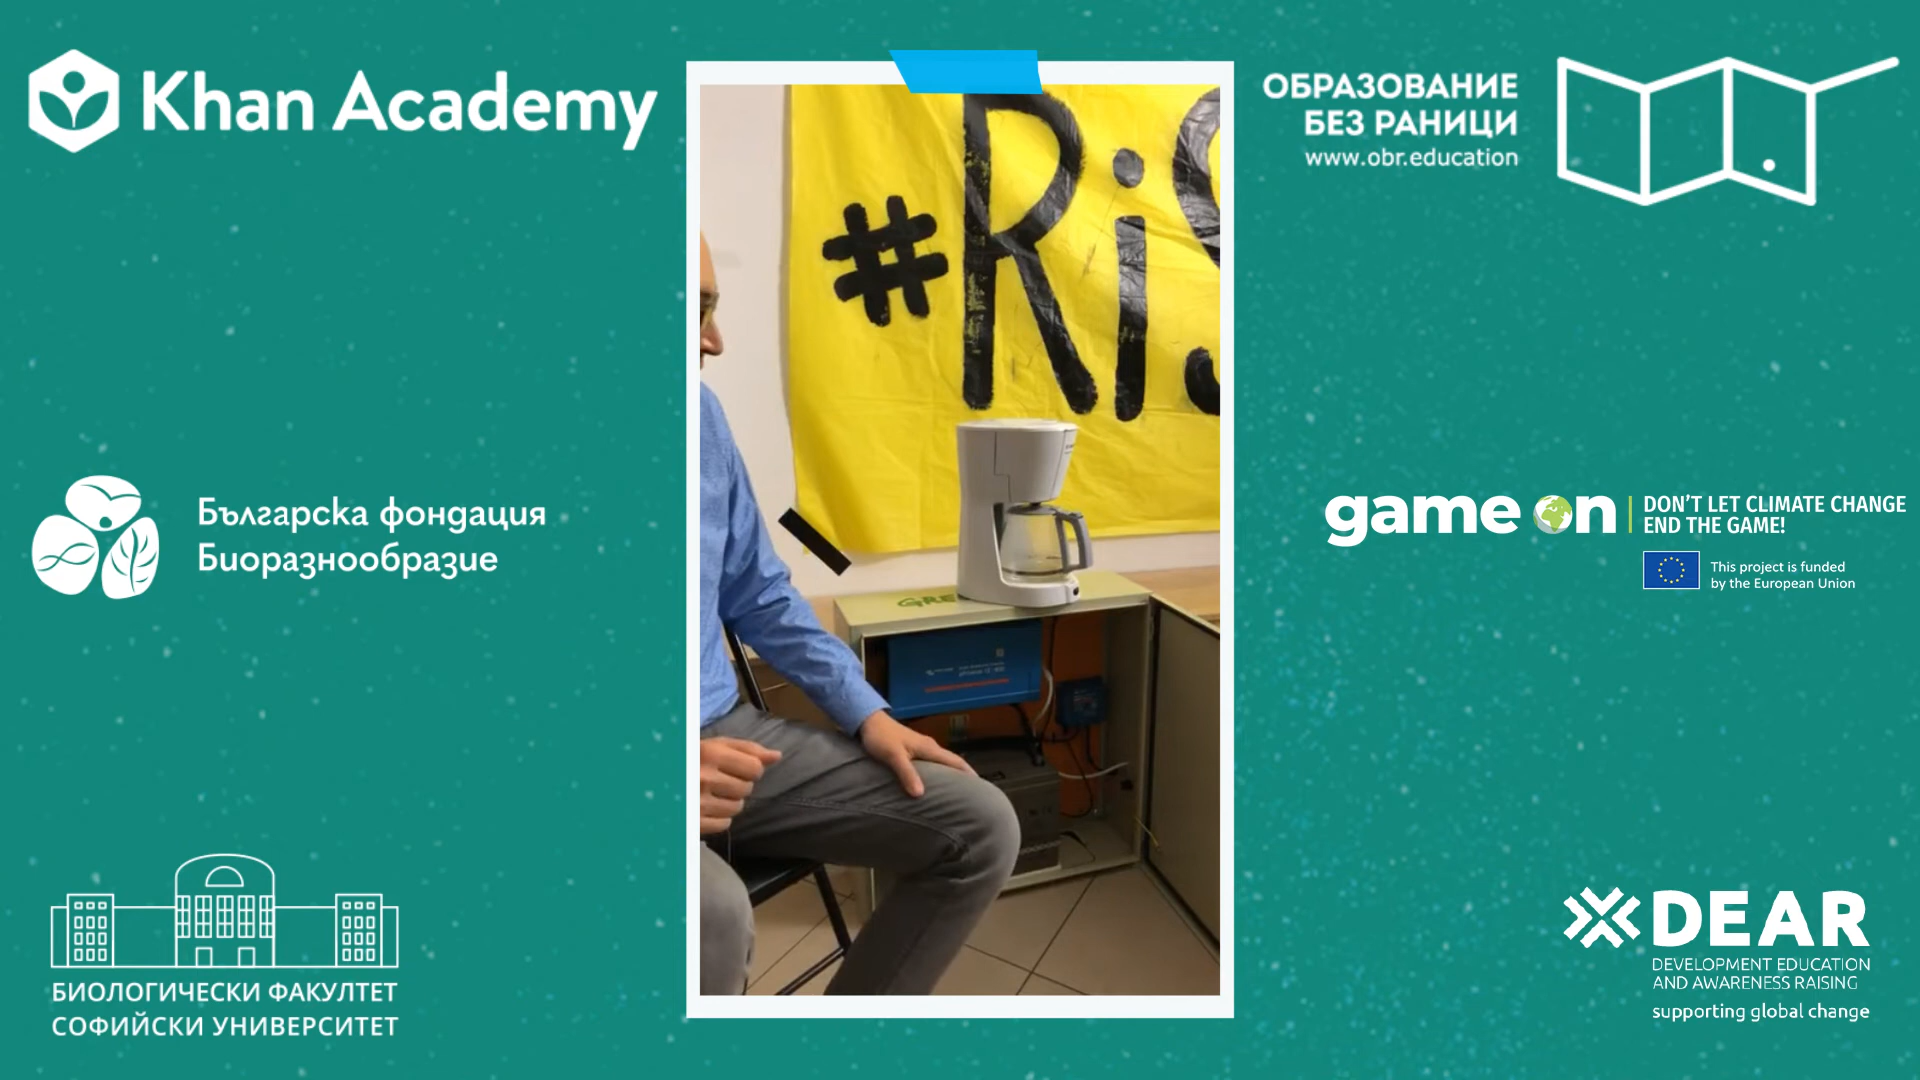 Khan Academy
ОБРАЗОВАНИЕ
БЕЗ РАНИЦИ
www.obr.education
#RiS
Българска фондация
Биоразнообразие
game on
DON'T LET CLIMATE CHANGE
END THE GAME!
This project is funded
by the European Union
GRE
БИОЛОГИЧЕСКИ ФАКУЛТЕТ
СОФИЙСКИ УНИВЕРСИТЕТ
DEAR
DEVELOPMENT EDUCATION
AND AWARENESS RAISING
supporting global change